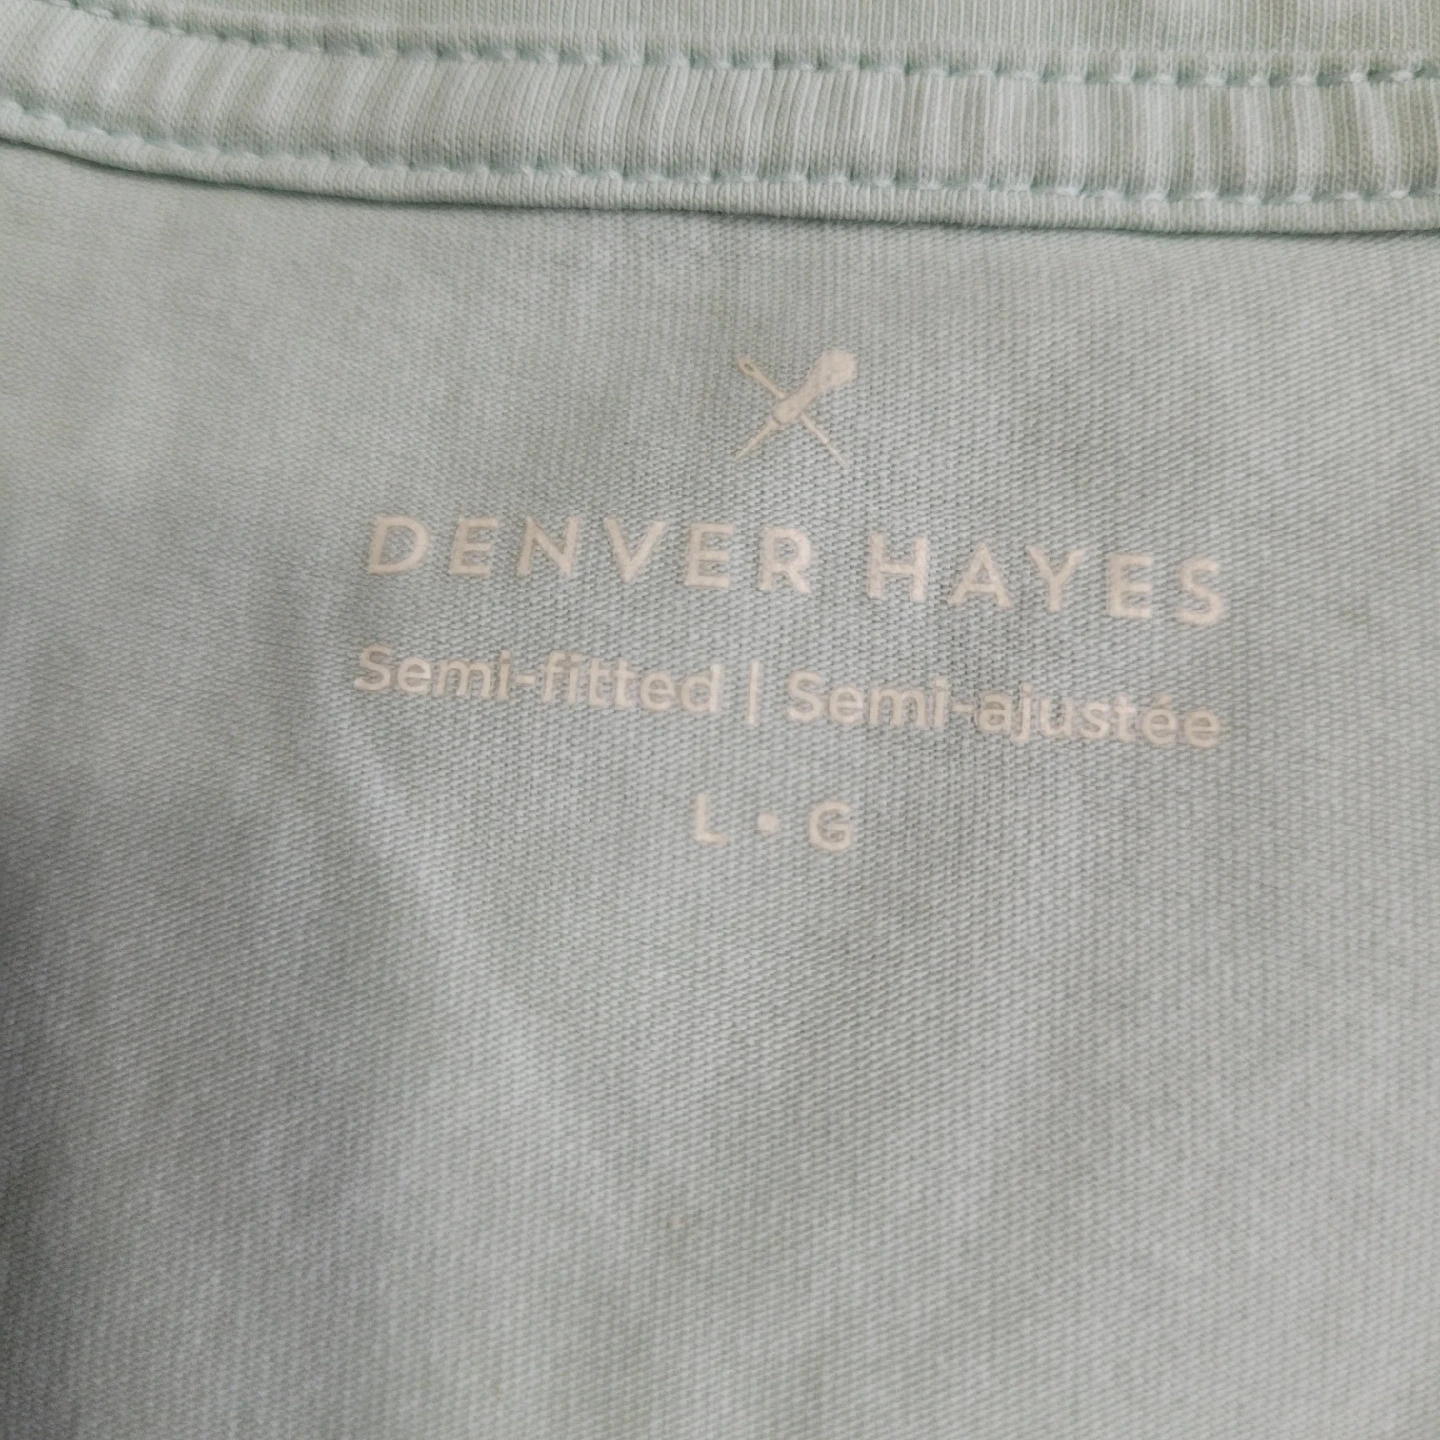 DENVER HAYES
Semi-fitted | Semi-ajustée
L • G